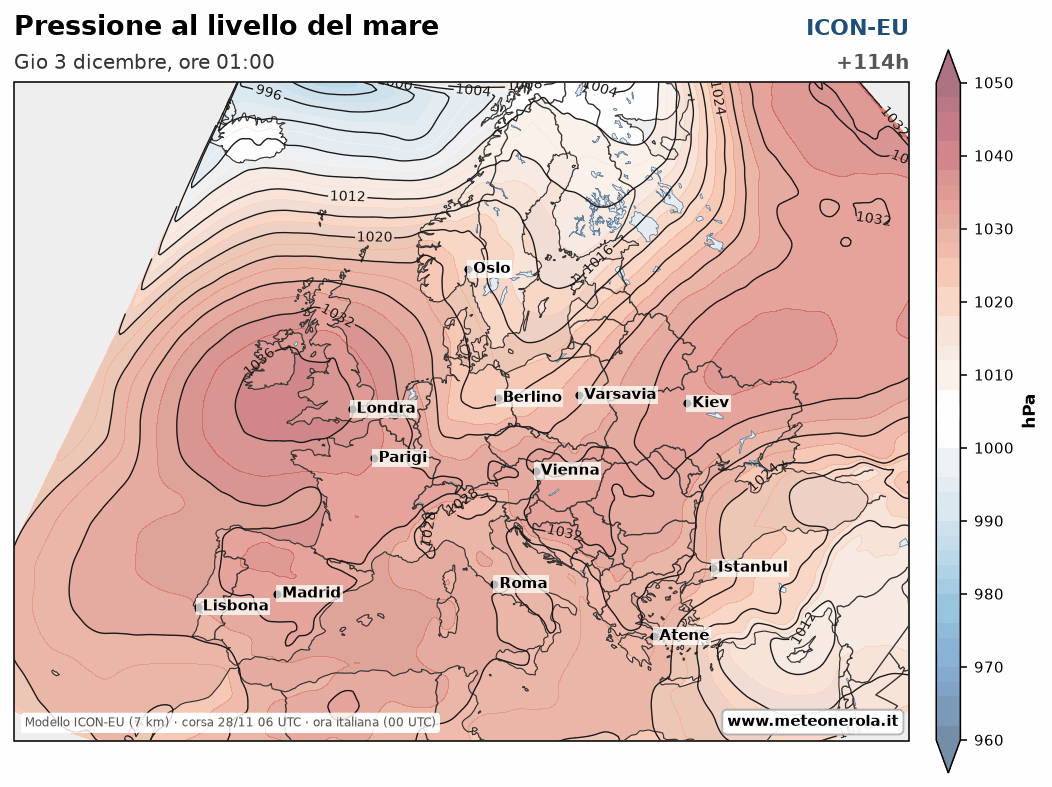 Pressione al livello del mare
ICON-EU
Gio 3 dicembre, ore 01:00
+114h
996
1004
1004
1024
1032
1012
1032
1020
Oslo
1016
1032
1036
Londra
Berlino
Varsavia
Kiev
Parigi
Vienna
1024
1028
1028
1032
Istanbul
Roma
Madrid
Lisbona
Atene
1012
Modello ICON-EU (7 km) · corsa 28/11 06 UTC · ora italiana (00 UTC)
www.meteonerola.it
1050
1040
1030
1020
1010
1000
990
980
970
960
hPa